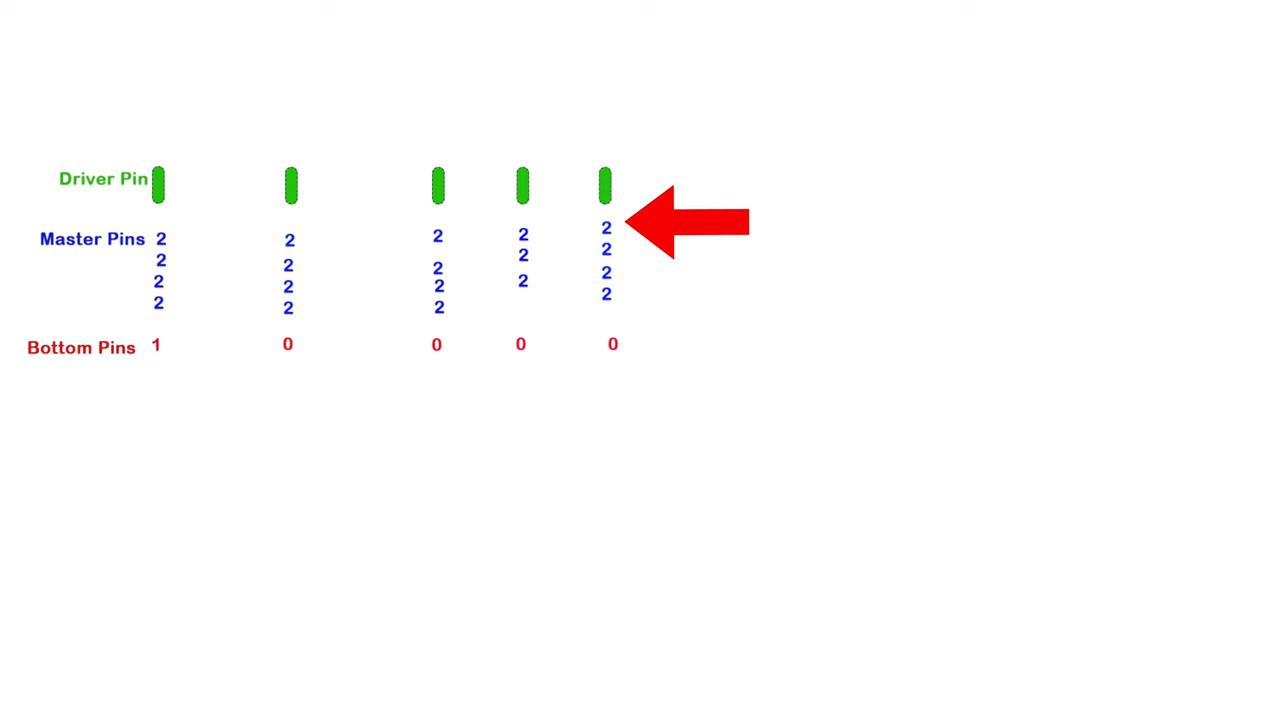 Driver Pin
Master Pins 2 2 2 2 2
2 2 2 2 2
2 2 2 2 2
2 2 2 2
Bottom Pins 1 0 0 0 0